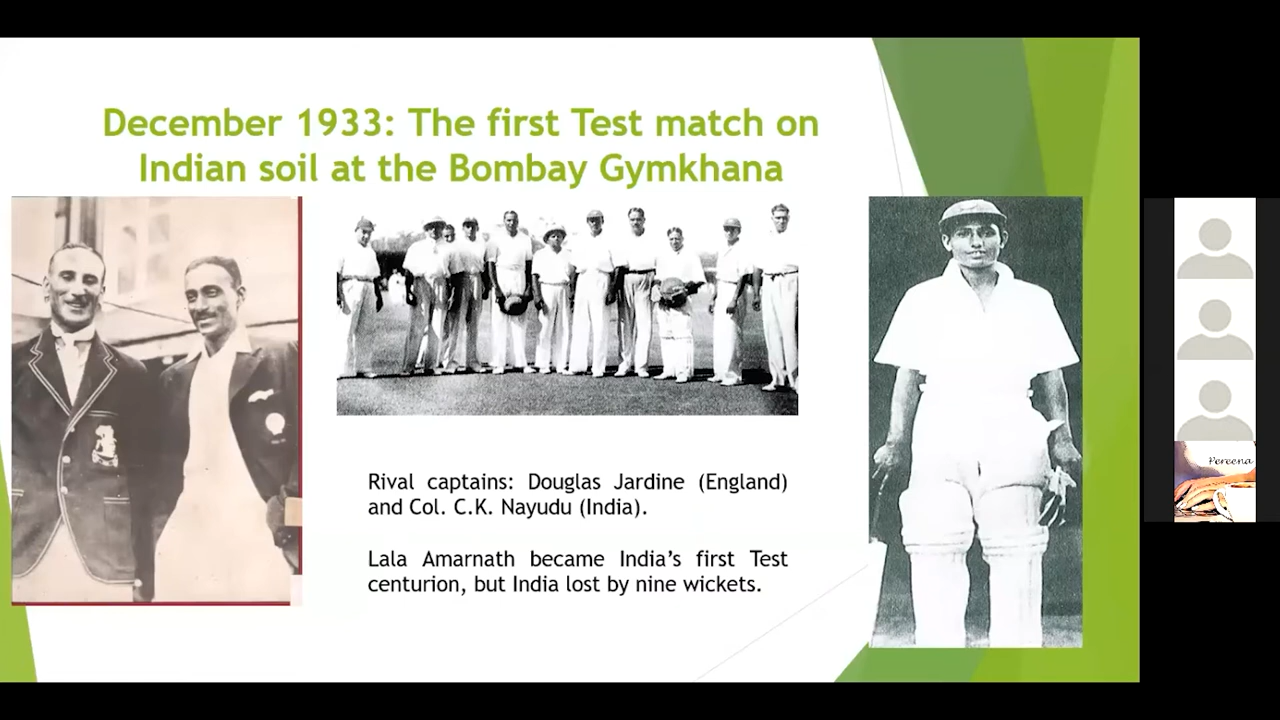 December 1933: The first Test match on
Indian soil at the Bombay Gymkhana
Rival captains: Douglas Jardine (England)
and Col. C.K. Nayudu (India).
Lala Amarnath became India’s first Test
centurion, but India lost by nine wickets.
Pereena